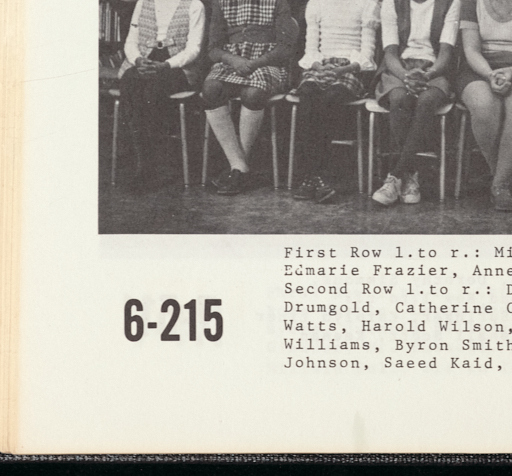 First Row l.to r.: Mi
Edmarie Frazier, Anne
Second Row l.to r.: D
Drumgold, Catherine C
Watts, Harold Wilson,
Williams, Byron Smith
Johnson, Saeed Kaid,
6-215